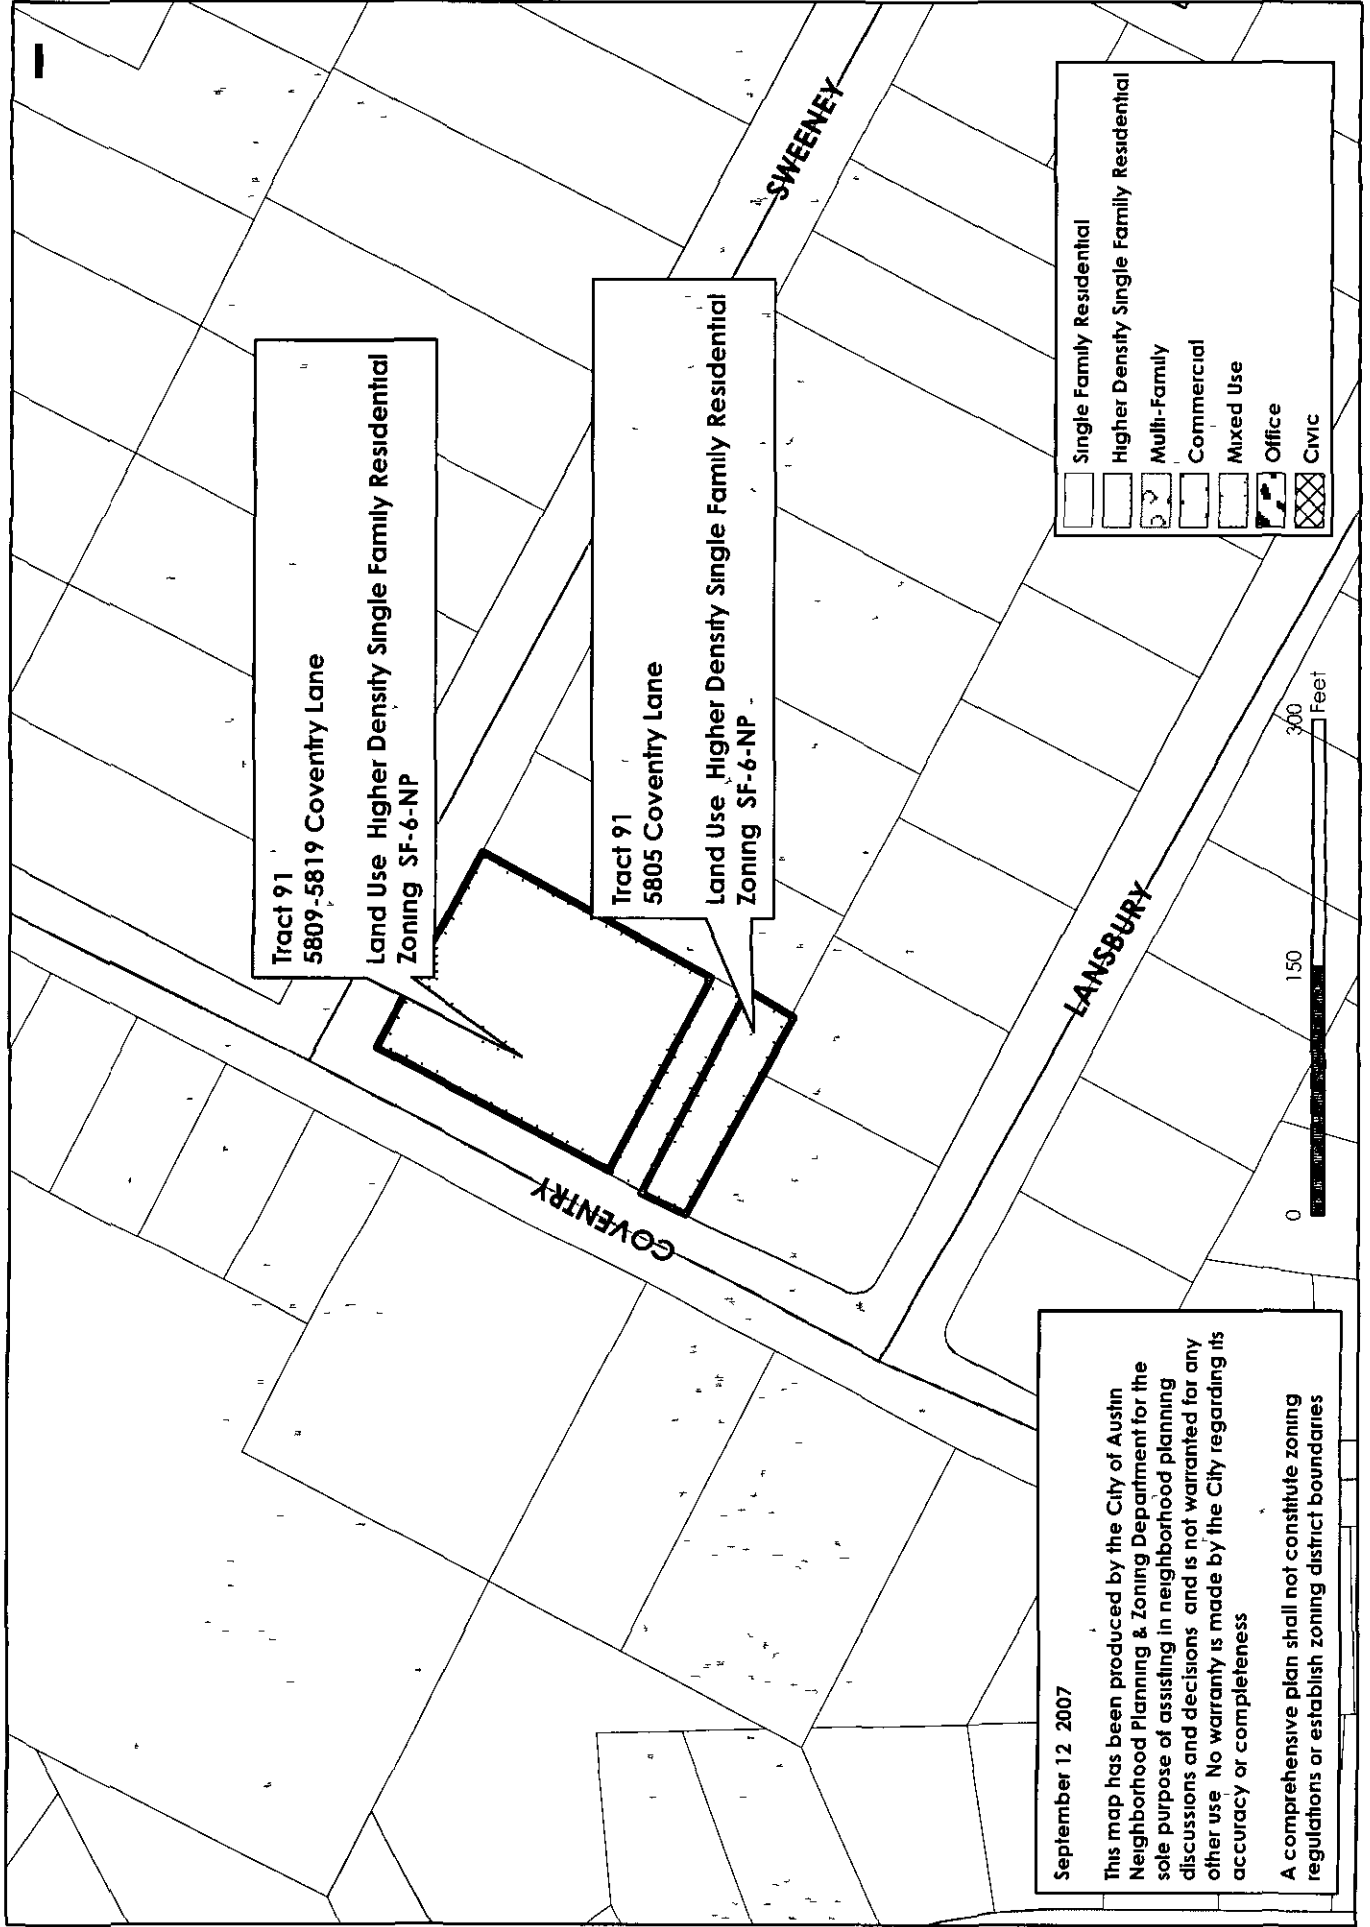 Tract 91
5809-5819 Coventry Lane
Land Use Higher Density Single Family Residential
Zoning SF-6-NP
Tract 91
5805 Coventry Lane
Land Use Higher Density Single Family Residential
Zoning SF-6-NP
SWEENEY
COVENTRY
LANSBURY
September 12 2007
This map has been produced by the City of Austin
Neighborhood Planning & Zoning Department for the
sole purpose of assisting in neighborhood planning
discussions and decisions and is not warranted for any
other use No warranty is made by the City regarding its
accuracy or completeness
A comprehensive plan shall not constitute zoning
regulations or establish zoning district boundaries
0 150 300
Feet
Single Family Residential
Higher Density Single Family Residential
Multi-Family
Commercial
Mixed Use
Office
Civic